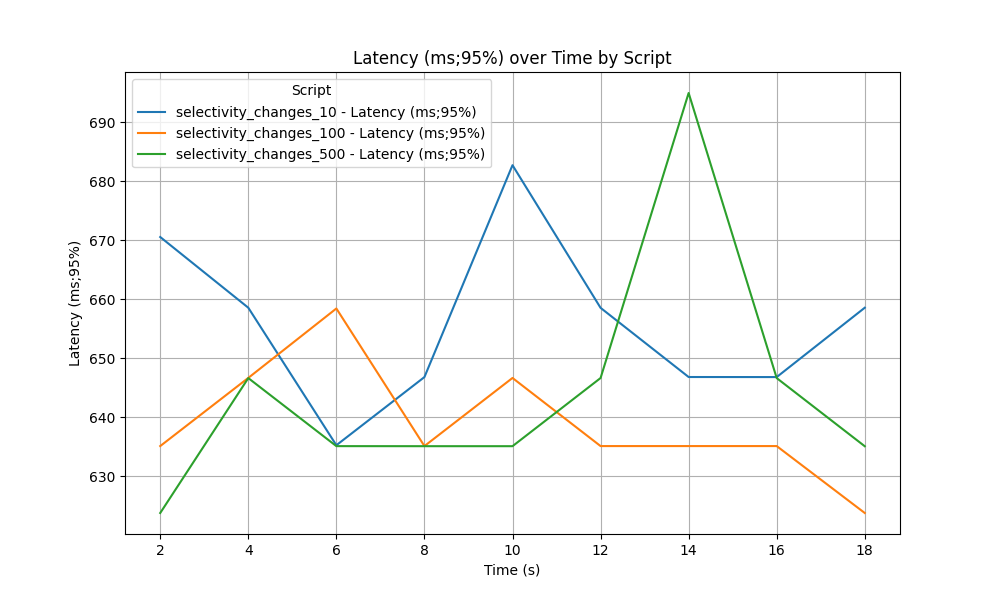 Latency (ms;95%) over Time by Script
Script
selectivity_changes_10 - Latency (ms;95%)
selectivity_changes_100 - Latency (ms;95%)
selectivity_changes_500 - Latency (ms;95%)
Latency (ms;95%)
690
680
670
660
650
640
630
2 4 6 8 10 12 14 16 18
Time (s)